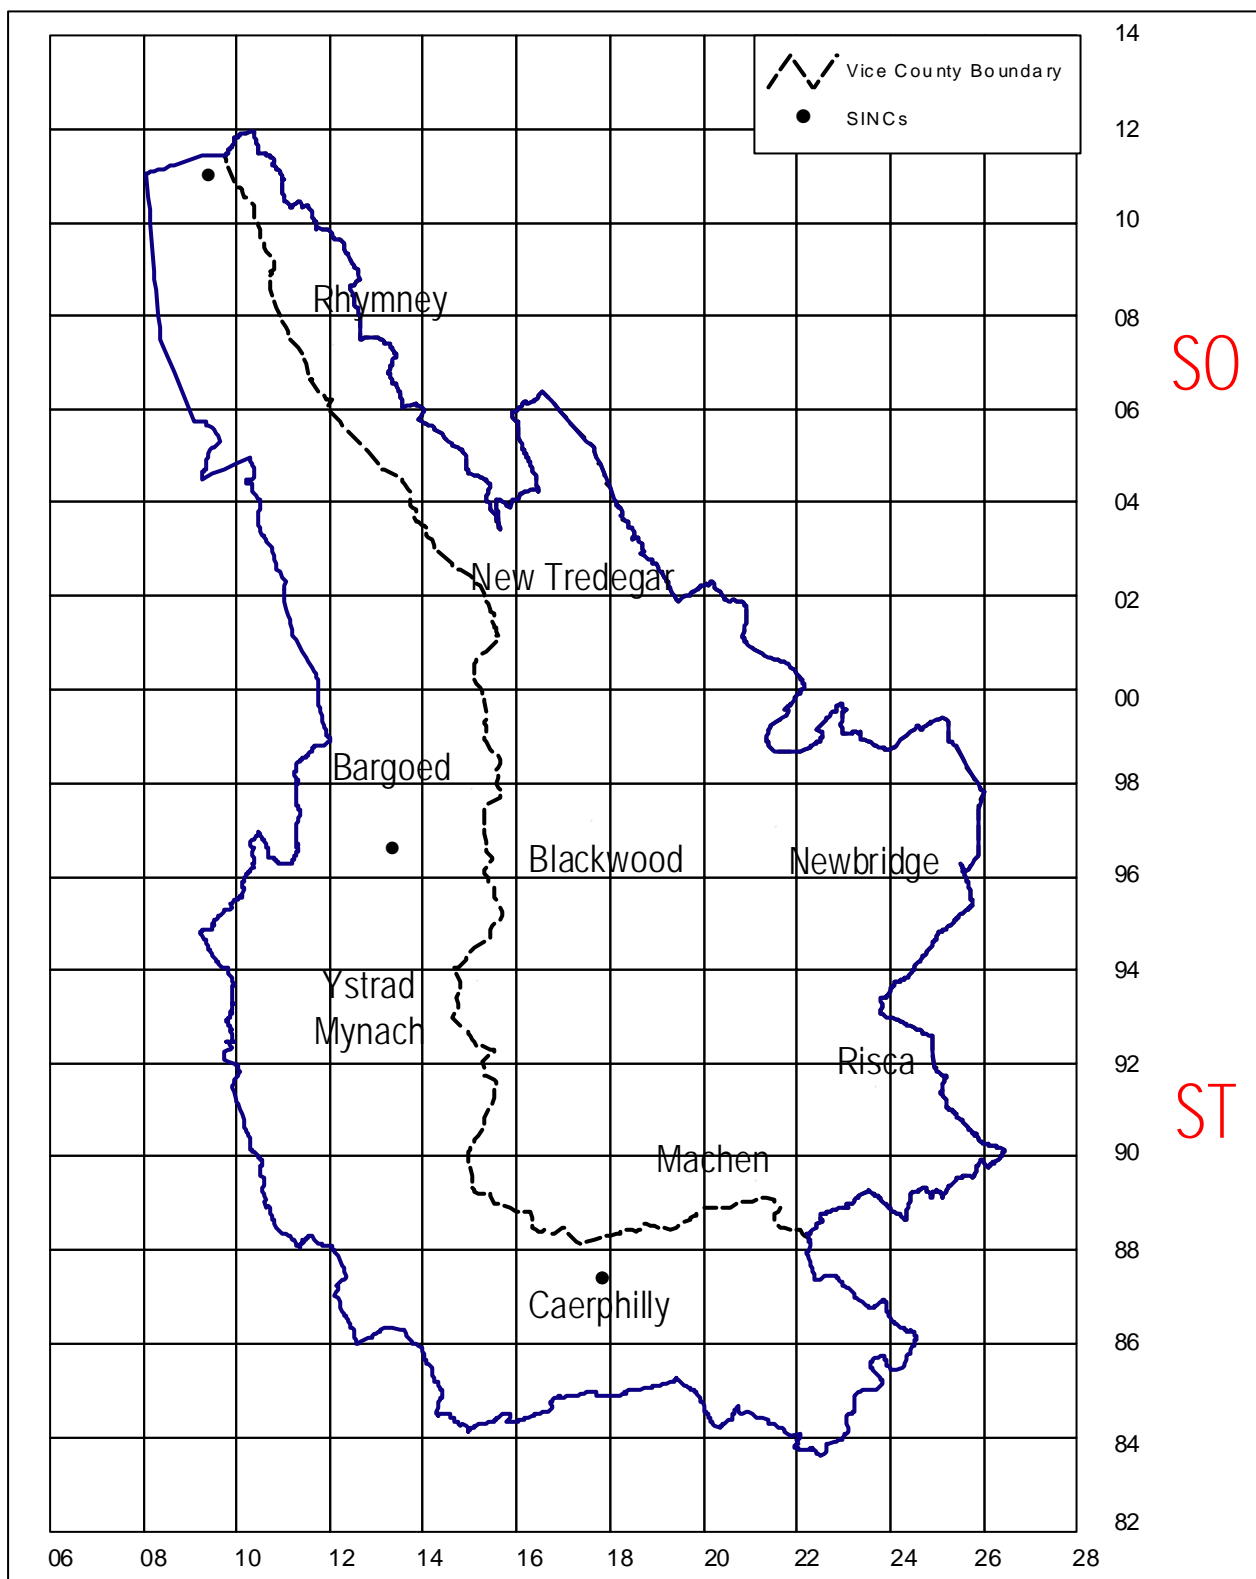 14
Vice County Boundary
SINCs
12
10
Rhymney
08
SO
06
04
New Tredegar
02
00
Bargoed
98
Blackwood
Newbridge
96
94
Ystrad
Mynach
Risca
92
ST
Machen
90
88
Caerphilly
86
84
82
06 08 10 12 14 16 18 20 22 24 26 28